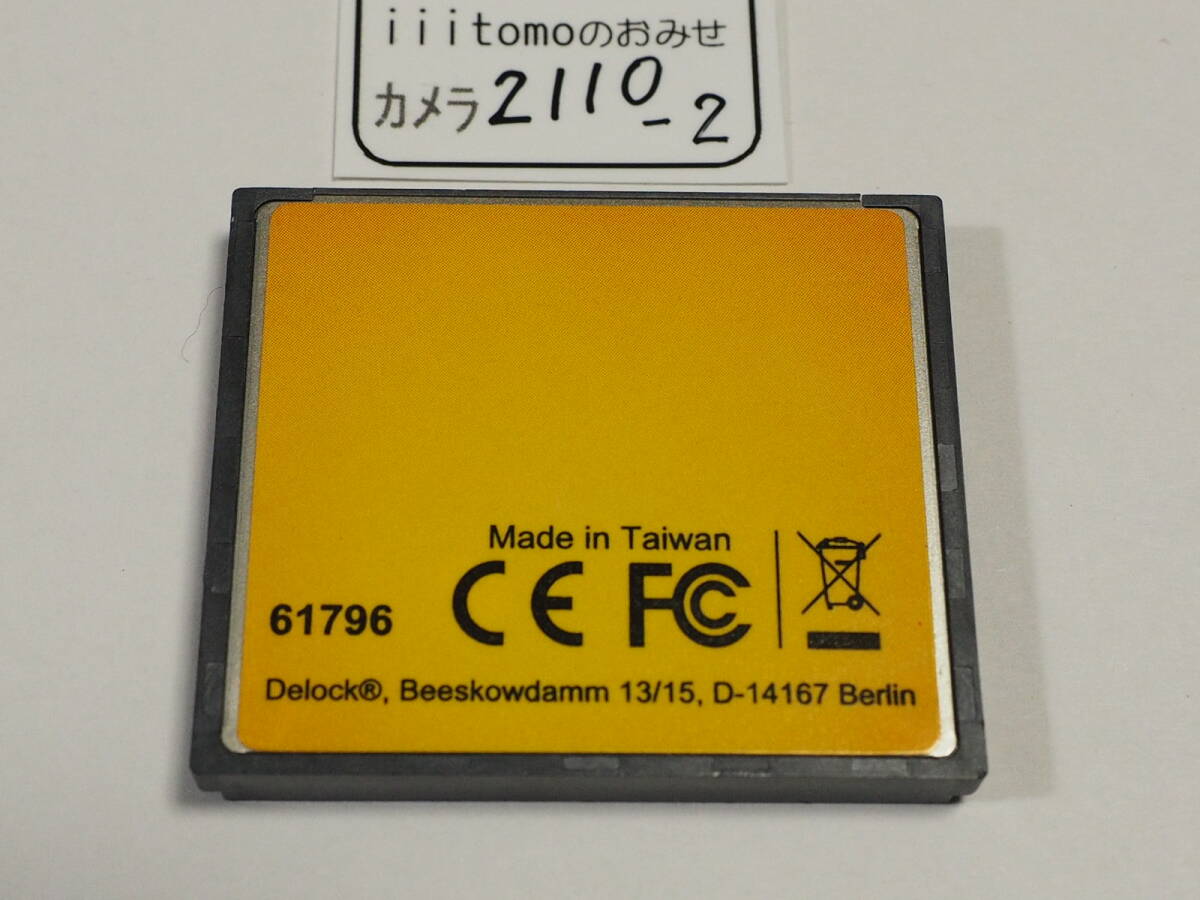 iiitomoのおみせ
カメラ2110-2
Made in Taiwan
CE FC
61796
Delock®, Beeskowdamm 13/15, D-14167 Berlin